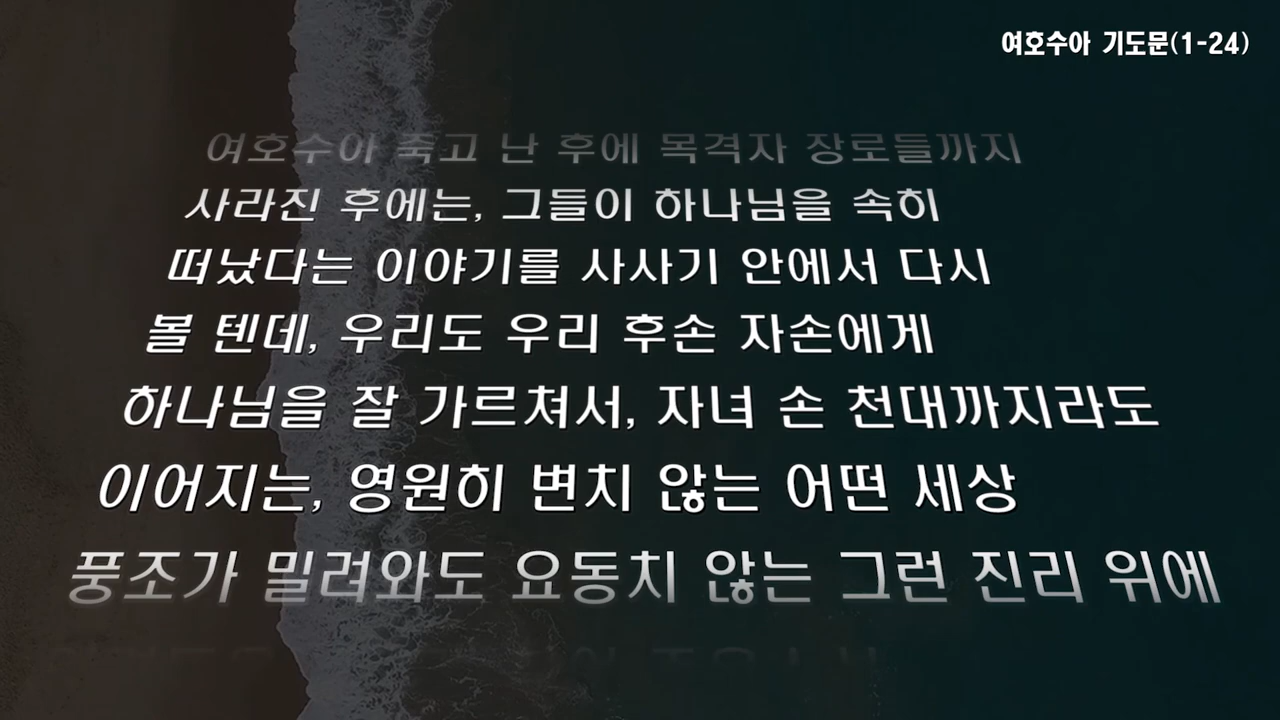 여호수아 기도문(1-24)
여호수아 죽고 난 후에 목격자 장로들까지
사라진 후에는, 그들이 하나님을 속히
떠났다는 이야기를 사사기 안에서 다시
볼 텐데, 우리도 우리 후손 자손에게
하나님을 잘 가르쳐서, 자녀 손 천대까지라도
이어지는, 영원히 변치 않는 어떤 세상
풍조가 밀려와도 요동치 않는 그런 진리 위에